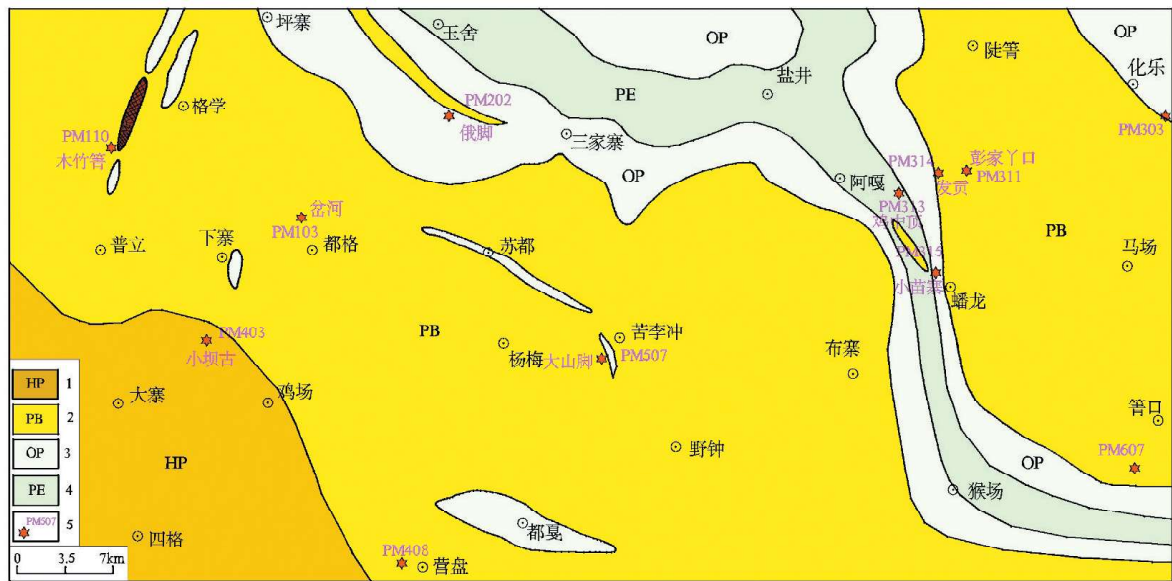 坪寨
王舍
OP
OP
陡箐
化乐
盐井
PE
格学
PM202
俄脚
PM303
PM110
木竹箐
三家寨
PM314
发贡
彭家丫口
PM311
OP
阿嘎
PM313
岔河
PM103
普立
下寨
都格
苏都
PB
马场
PM315
小苗寨
蟠龙
PM403
小坝古
PB
杨梅
苦李冲
大山脚
PM507
布寨
HP 1
PB 2
OP 3
PE 4
PM507 5
大寨
鸡场
箐口
HP
野钟
OP
PM607
猴场
四格
都戛
PM408
营盘
0 3.5 7km